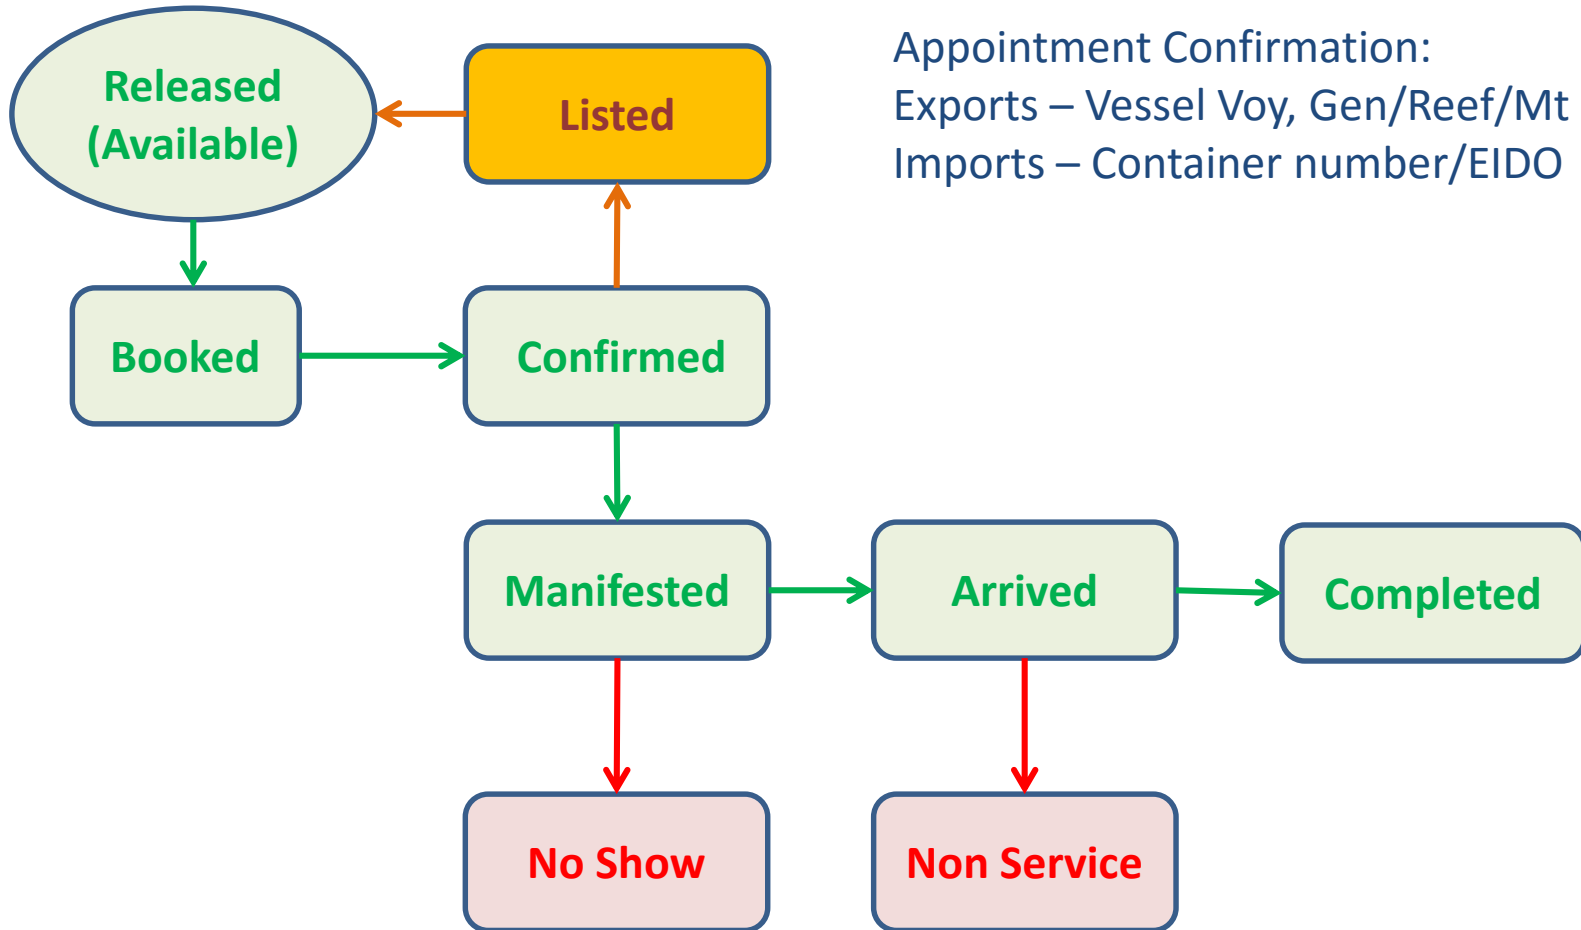 Released
(Available)
Listed
Appointment Confirmation:
Exports – Vessel Voy, Gen/Reef/Mt
Imports – Container number/EIDO
Booked
Confirmed
Manifested
Arrived
Completed
No Show
Non Service